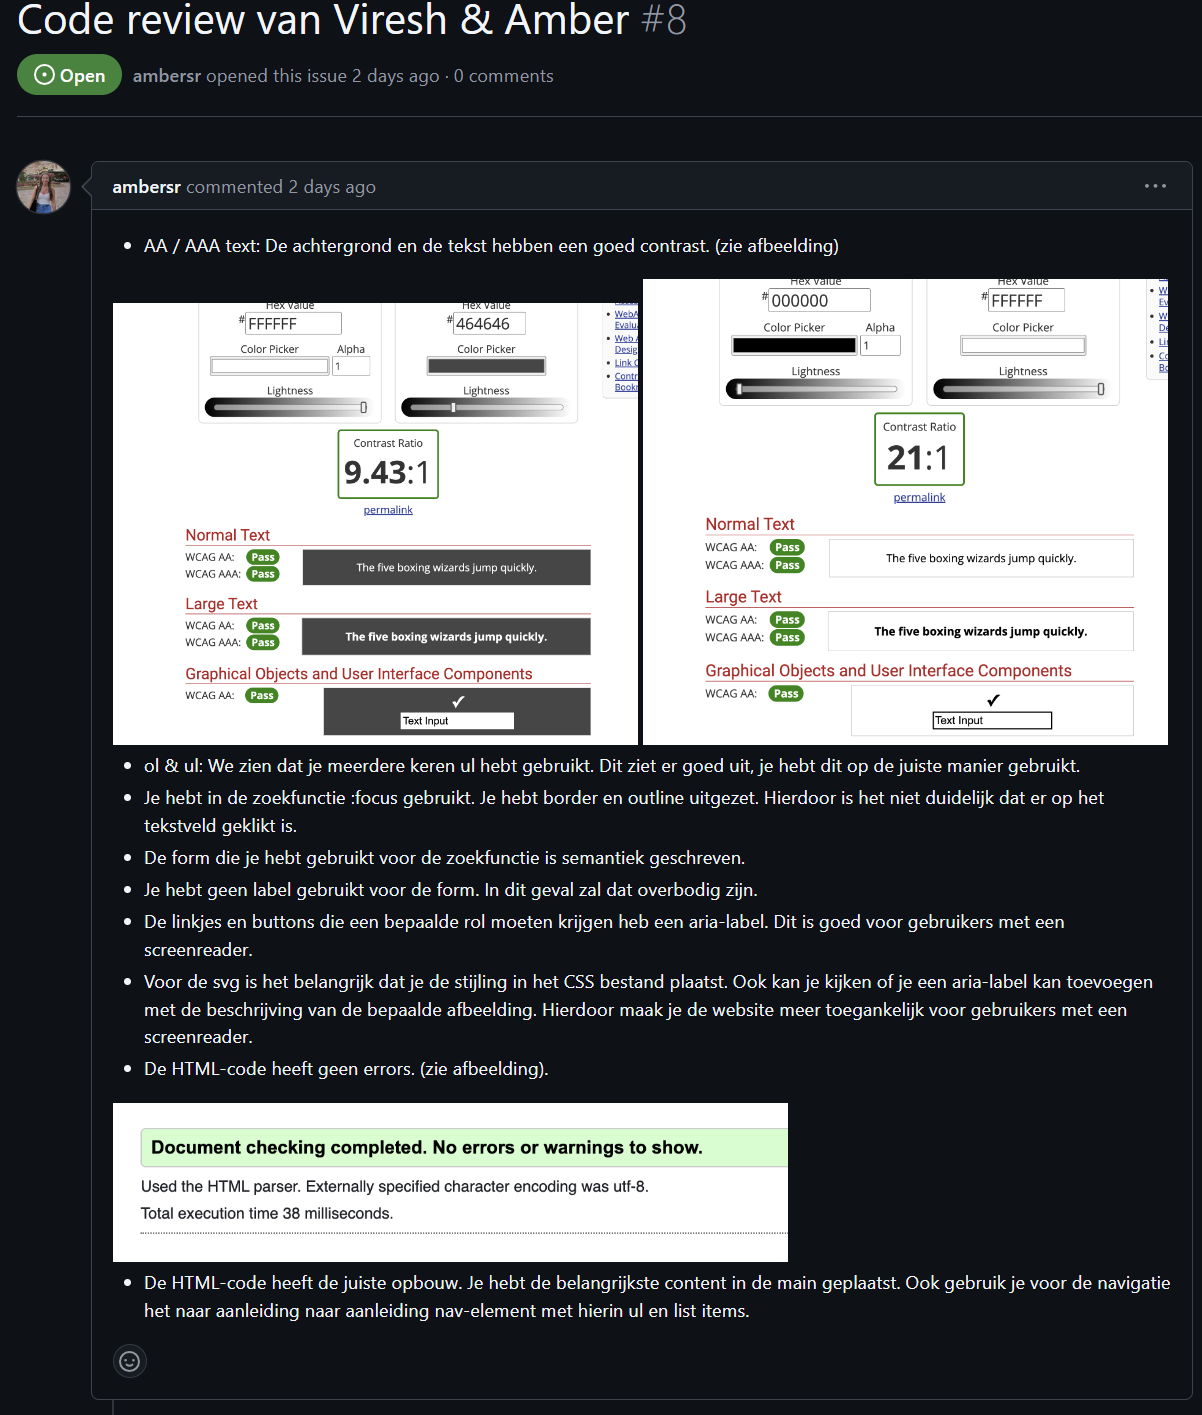 Code review van Viresh & Amber #8
Open ambersr opened this issue 2 days ago · 0 comments
ambersr commented 2 days ago
AA / AAA text: De achtergrond en de tekst hebben een goed contrast. (zie afbeelding)
Hex Value Hex Value
#FFFFFF #464646
Color Picker Alpha Color Picker
1
Lightness Lightness
WebA
Evalua
Web A
Desig
Link C
Contr
Bookn
Contrast Ratio
9.43:1
permalink
Normal Text
WCAG AA: Pass
WCAG AAA: Pass
The five boxing wizards jump quickly.
Large Text
WCAG AA: Pass
WCAG AAA: Pass
The five boxing wizards jump quickly.
Graphical Objects and User Interface Components
WCAG AA: Pass
✓
Text Input
Hex Value Hex Value
#000000 #FFFFFF
Color Picker Alpha Color Picker
1
Lightness Lightness
Contrast Ratio
21:1
permalink
Normal Text
WCAG AA: Pass
WCAG AAA: Pass
The five boxing wizards jump quickly.
Large Text
WCAG AA: Pass
WCAG AAA: Pass
The five boxing wizards jump quickly.
Graphical Objects and User Interface Components
WCAG AA: Pass
✓
Text Input
ol & ul: We zien dat je meerdere keren ul hebt gebruikt. Dit ziet er goed uit, je hebt dit op de juiste manier gebruikt.
Je hebt in de zoekfunctie :focus gebruikt. Je hebt border en outline uitgezet. Hierdoor is het niet duidelijk dat er op het
tekstveld geklikt is.
De form die je hebt gebruikt voor de zoekfunctie is semantiek geschreven.
Je hebt geen label gebruikt voor de form. In dit geval zal dat overbodig zijn.
De linkjes en buttons die een bepaalde rol moeten krijgen heb een aria-label. Dit is goed voor gebruikers met een
screenreader.
Voor de svg is het belangrijk dat je de stijling in het CSS bestand plaatst. Ook kan je kijken of je een aria-label kan toevoegen
met de beschrijving van de bepaalde afbeelding. Hierdoor maak je de website meer toegankelijk voor gebruikers met een
screenreader.
De HTML-code heeft geen errors. (zie afbeelding).
Document checking completed. No errors or warnings to show.
Used the HTML parser. Externally specified character encoding was utf-8.
Total execution time 38 milliseconds.
De HTML-code heeft de juiste opbouw. Je hebt de belangrijkste content in de main geplaatst. Ook gebruik je voor de navigatie
het naar aanleiding naar aanleiding nav-element met hierin ul en list items.